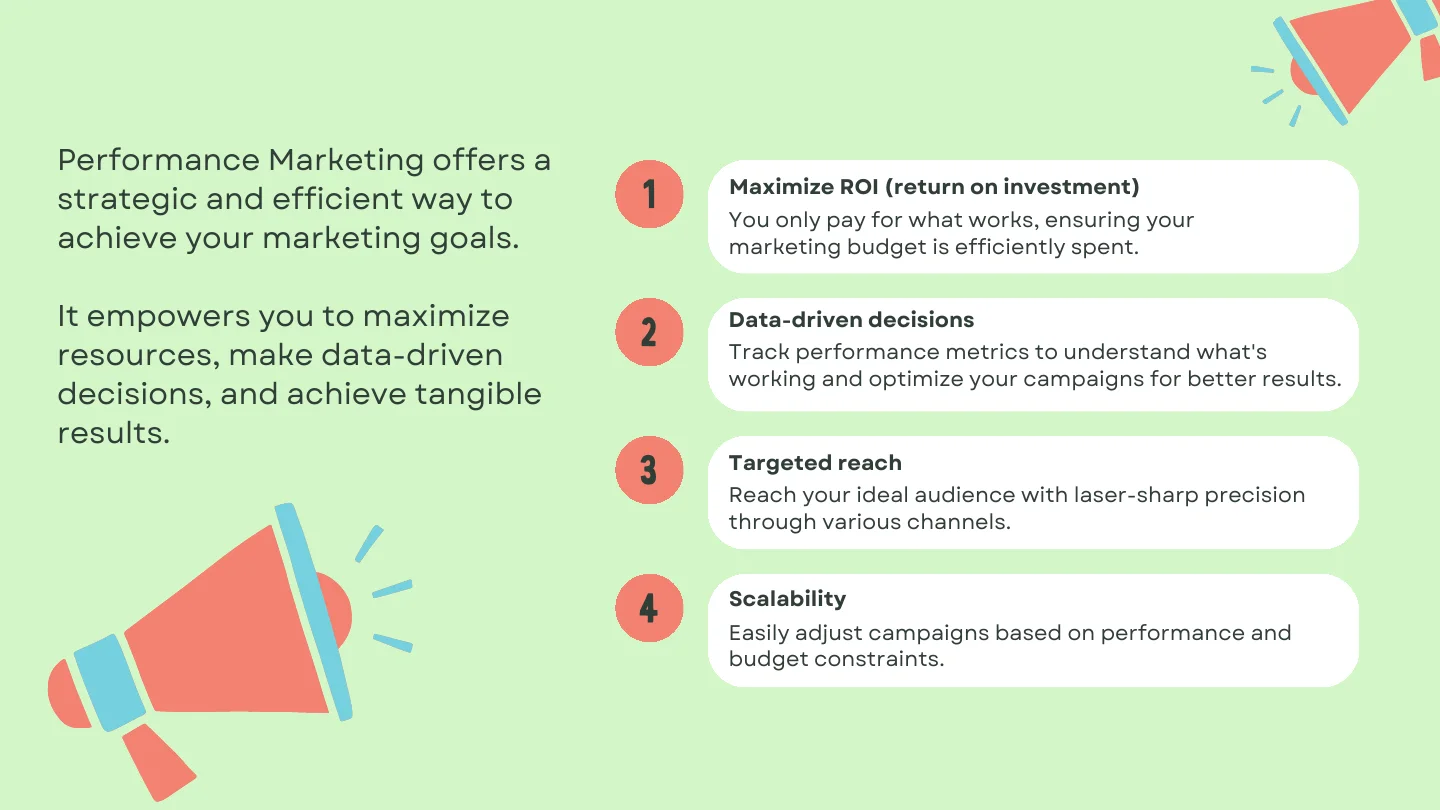 Performance Marketing offers a
strategic and efficient way to
achieve your marketing goals.
It empowers you to maximize
resources, make data-driven
decisions, and achieve tangible
results.
1
Maximize ROI (return on investment)
You only pay for what works, ensuring your
marketing budget is efficiently spent.
2
Data-driven decisions
Track performance metrics to understand what's
working and optimize your campaigns for better results.
3
Targeted reach
Reach your ideal audience with laser-sharp precision
through various channels.
4
Scalability
Easily adjust campaigns based on performance and
budget constraints.